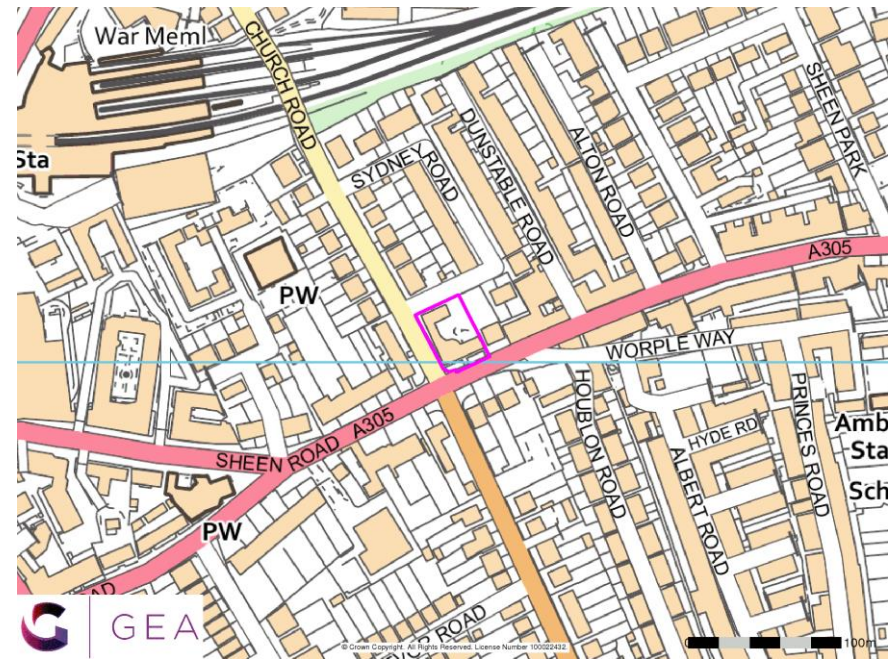 War Meml
CHURCH ROAD
Sta
SYDNEY ROAD
DUNSTABLE ROAD
ALTON ROAD
SHEEN PARK
A305
PW
WORPLE WAY
HOUBLON ROAD
ALBERT ROAD
HYDE RD
PRINCES ROAD
Amb
Sta
Sch
SHEEN ROAD A305
PW
AD
ROAD
GEA
© Crown Copyright. All Rights Reserved. License Number 100022432.
0 100m